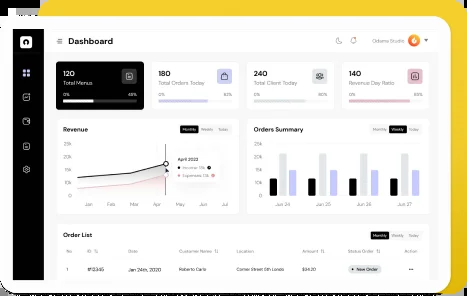 Dashboard
Odama Studio
120
Total Menus
0% 45%
180
Total Orders Today
0% 62%
240
Total Client Today
0% 80%
140
Revenue Day Ratio
0% 85%
Revenue
Monthly Weekly Today
25k
20k
15k
10k
0
Jan Feb Mar Apr May Jun Jul
April 2022
Income
Expenses
Orders Summary
Monthly Weekly Today
25k
20k
15k
10k
0
Jun 24 Jun 25 Jun 26 Jun 27
Order List
Monthly Weekly Today
No ID Date Customer Name Location Amount Status Order Action
1 #12345 Jan 24th, 2020 Roberto Carlo Corner Street 5th Londo $34.20 New Order